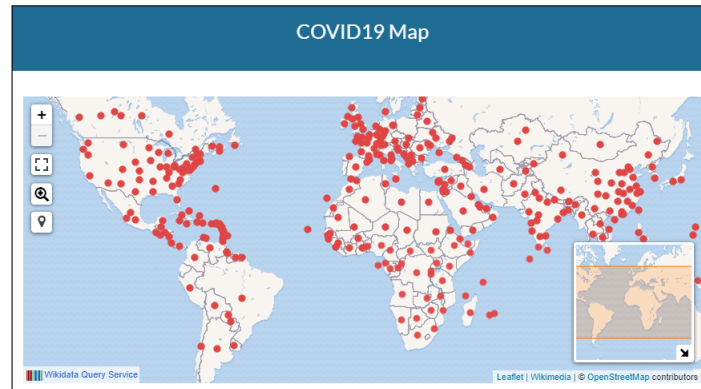 COVID19 Map
+
−
Wikidata Query Service
Leaflet | Wikimedia | © OpenStreetMap contributors